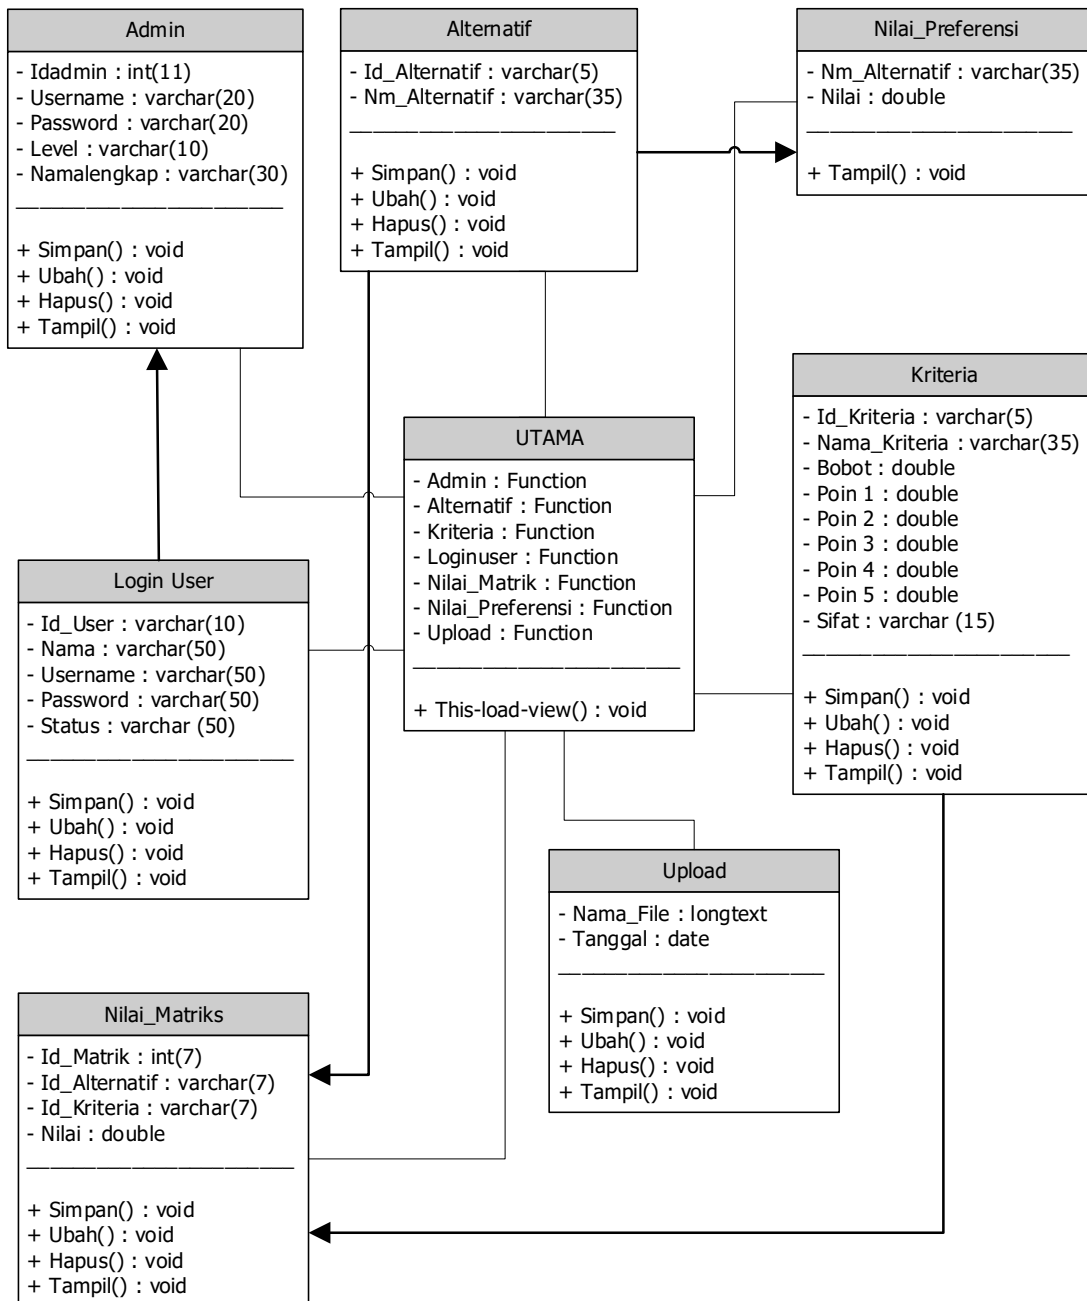 Admin
- Idadmin : int(11)
- Username : varchar(20)
- Password : varchar(20)
- Level : varchar(10)
- Namalengkap : varchar(30)
+ Simpan() : void
+ Ubah() : void
+ Hapus() : void
+ Tampil() : void
Alternatif
- Id_Alternatif : varchar(5)
- Nm_Alternatif : varchar(35)
+ Simpan() : void
+ Ubah() : void
+ Hapus() : void
+ Tampil() : void
Nilai_Preferensi
- Nm_Alternatif : varchar(35)
- Nilai : double
+ Tampil() : void
UTAMA
- Admin : Function
- Alternatif : Function
- Kriteria : Function
- Loginuser : Function
- Nilai_Matrik : Function
- Nilai_Preferensi : Function
- Upload : Function
+ This-load-view() : void
Kriteria
- Id_Kriteria : varchar(5)
- Nama_Kriteria : varchar(35)
- Bobot : double
- Poin 1 : double
- Poin 2 : double
- Poin 3 : double
- Poin 4 : double
- Poin 5 : double
- Sifat : varchar (15)
+ Simpan() : void
+ Ubah() : void
+ Hapus() : void
+ Tampil() : void
Login User
- Id_User : varchar(10)
- Nama : varchar(50)
- Username : varchar(50)
- Password : varchar(50)
- Status : varchar (50)
+ Simpan() : void
+ Ubah() : void
+ Hapus() : void
+ Tampil() : void
Upload
- Nama_File : longtext
- Tanggal : date
+ Simpan() : void
+ Ubah() : void
+ Hapus() : void
+ Tampil() : void
Nilai_Matriks
- Id_Matrik : int(7)
- Id_Alternatif : varchar(7)
- Id_Kriteria : varchar(7)
- Nilai : double
+ Simpan() : void
+ Ubah() : void
+ Hapus() : void
+ Tampil() : void